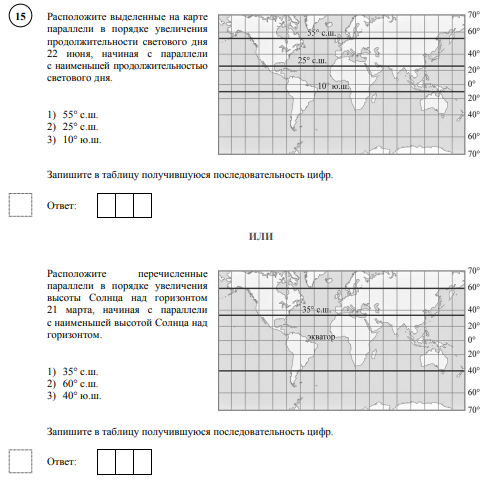 15
Расположите выделенные на карте
параллели в порядке увеличения
продолжительности светового дня
22 июня, начиная с параллели
с наименьшей продолжительностью
светового дня.
1) 55° с.ш.
2) 25° с.ш.
3) 10° ю.ш.
55° с.ш.
25° с.ш.
10° ю.ш.
70°
60°
40°
20°
0°
20°
40°
60°
70°
Запишите в таблицу получившуюся последовательность цифр.
Ответ:
ИЛИ
Расположите перечисленные
параллели в порядке увеличения
высоты Солнца над горизонтом
21 марта, начиная с параллели
с наименьшей высотой Солнца над
горизонтом.
1) 35° с.ш.
2) 60° с.ш.
3) 40° ю.ш.
35° с.ш.
экватор
70°
60°
40°
20°
0°
20°
40°
60°
70°
Запишите в таблицу получившуюся последовательность цифр.
Ответ: